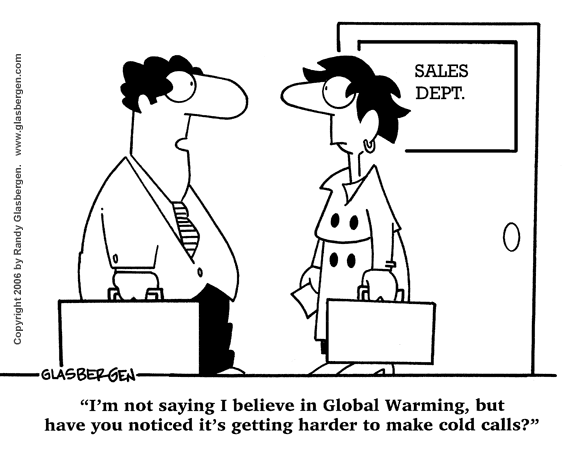 Copyright 2006 by Randy Glasbergen. www.glasbergen.com
SALES
DEPT.
GLASBERGEN
“I’m not saying I believe in Global Warming, but
have you noticed it’s getting harder to make cold calls?”